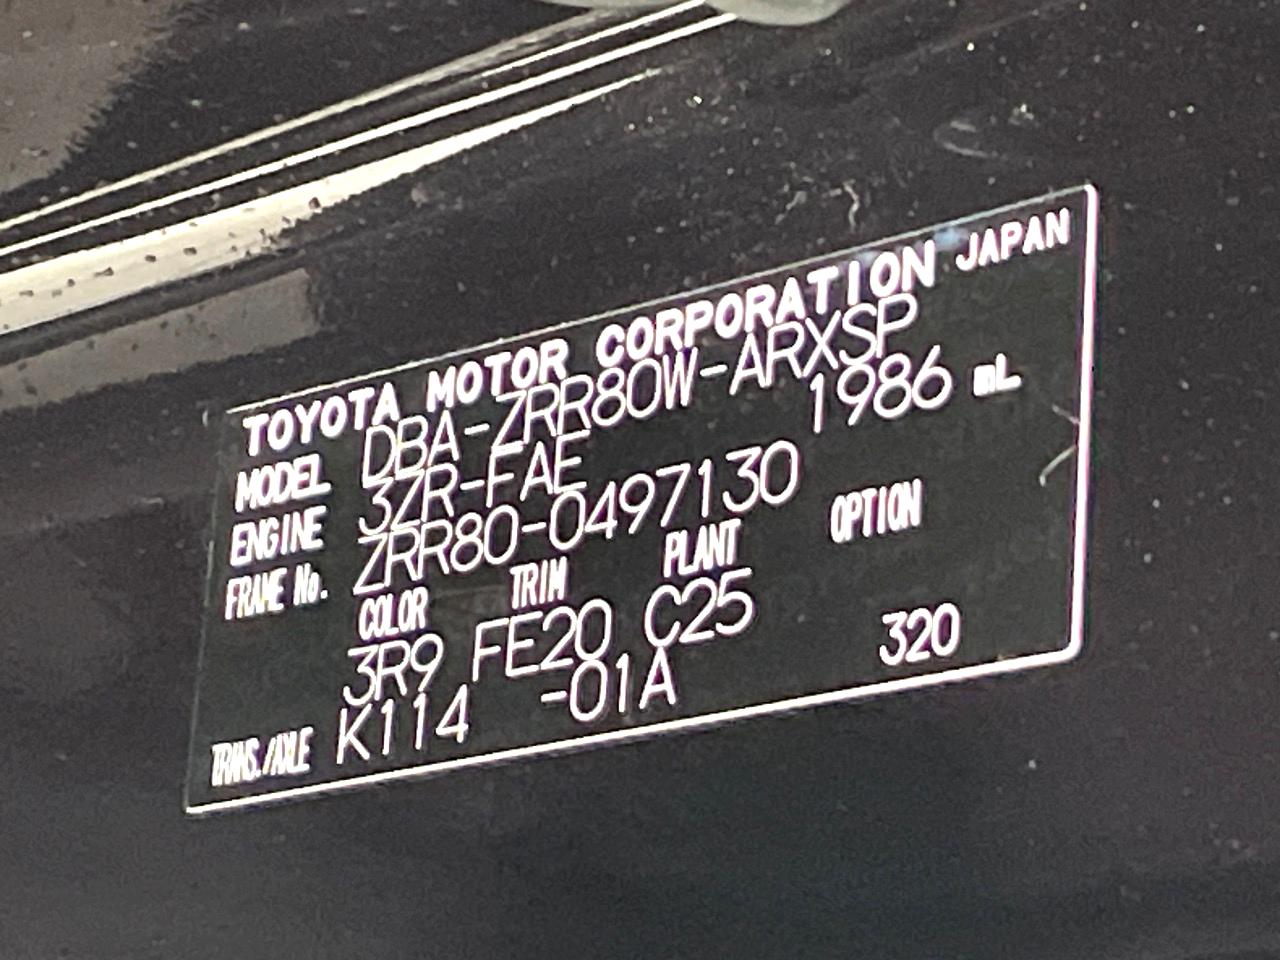 TOYOTA MOTOR CORPORATION JAPAN
MODEL DBA-ZRR80W-ARXSP
ENGINE 3ZR-FAE 1986 mL
FRAME No. ZRR80-0497130
COLOR TRIM PLANT OPTION
3R9 FE20 C25
TRANS./AXLE K114 -01A 320